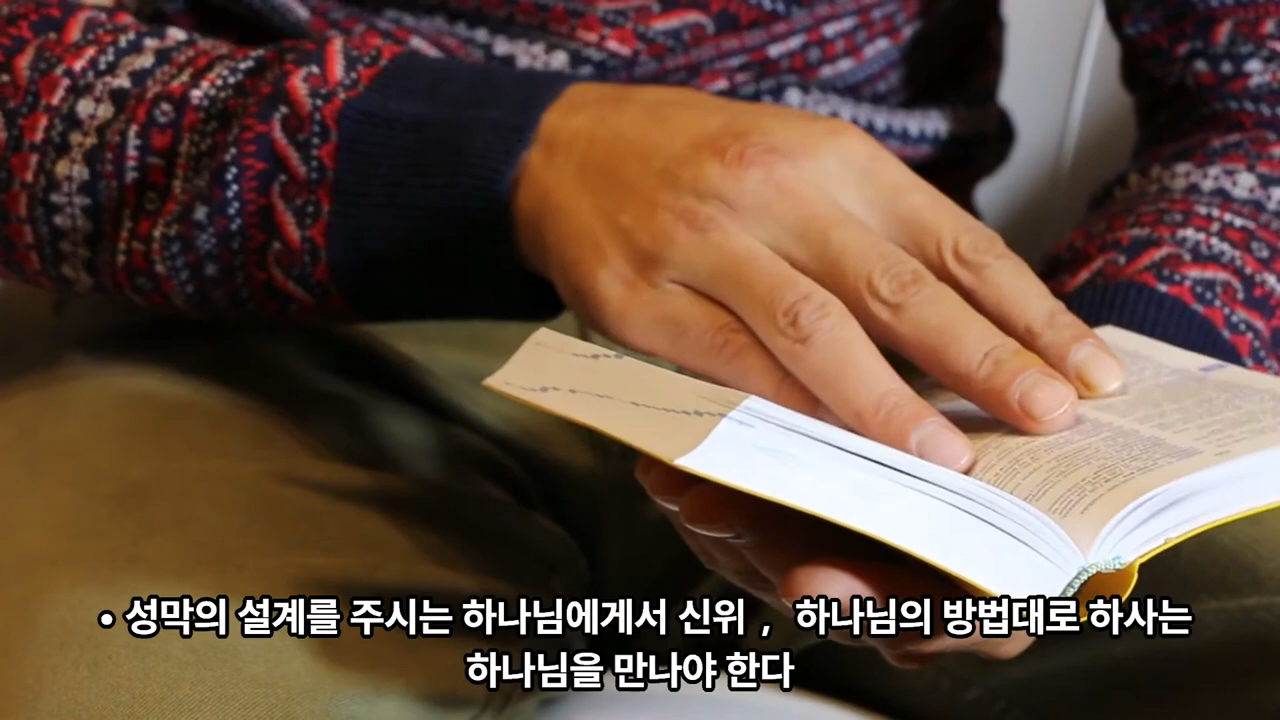 • 성막의 설계를 주시는 하나님에게서 신위 , 하나님의 방법대로 하사는
하나님을 만나야 한다